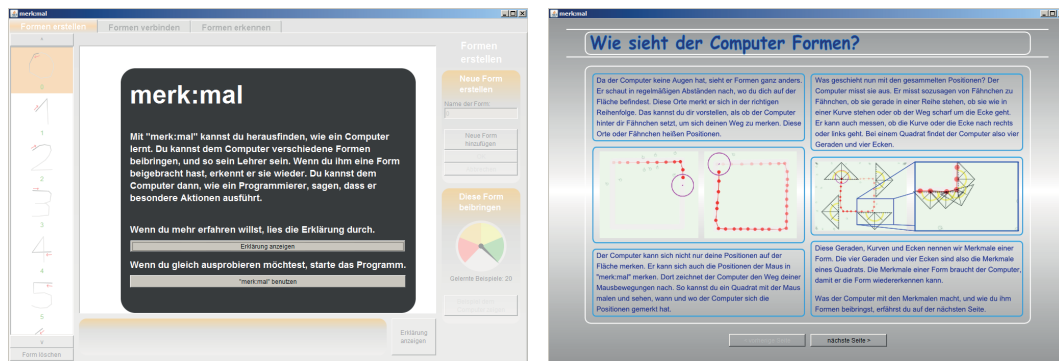 merk:mal
Formen erstellen
Formen verbinden
Formen erkennen
0
1
2
3
4
5
v
Form löschen
merk:mal
Mit "merk:mal" kannst du herausfinden, wie ein Computer
lernt. Du kannst dem Computer verschiedene Formen
beibringen, und so sein Lehrer sein. Wenn du ihm eine Form
beigebracht hast, erkennt er sie wieder. Du kannst dem
Computer dann, wie ein Programmierer, sagen, dass er
besondere Aktionen ausführt.
Wenn du mehr erfahren willst, lies die Erklärung durch.
Erklärung anzeigen
Wenn du gleich ausprobieren möchtest, starte das Programm.
"merk:mal" benutzen
Formen
erstellen
Neue Form
erstellen
Name der Form:
Neue Form
hinzufügen
Diese Form
beibringen
Gelernte Beispiele: 20
Erklärung
anzeigen
merk:mal
Wie sieht der Computer Formen?
Da der Computer keine Augen hat, sieht er Formen ganz anders.
Er schaut in regelmäßigen Abständen nach, wo du dich auf der
Fläche befindest. Diese Orte merkt er sich in der richtigen
Reihenfolge. Das kannst du dir vorstellen, als ob der Computer
hinter dir Fähnchen setzt, um sich deinen Weg zu merken. Diese
Orte oder Fähnchen heißen Positionen.
Der Computer kann sich nicht nur deine Positionen auf der
Fläche merken. Er kann sich auch die Positionen der Maus in
"merk:mal" merken. Dort zeichnet der Computer den Weg deiner
Mausbewegungen nach. So kannst du ein Quadrat mit der Maus
malen und sehen, wann und wo der Computer sich die
Positionen gemerkt hat.
Was geschieht nun mit den gesammelten Positionen? Der
Computer misst sie aus. Er misst sozusagen von Fähnchen zu
Fähnchen, ob sie gerade in einer Reihe stehen, ob sie wie in
einer Kurve stehen oder ob der Weg scharf um die Ecke geht.
Er kann auch messen, ob die Kurve oder die Ecke nach rechts
oder links geht. Bei einem Quadrat findet der Computer also vier
Geraden und vier Ecken.
Diese Geraden, Kurven und Ecken nennen wir Merkmale einer
Form. Die vier Geraden und vier Ecken sind also die Merkmale
eines Quadrats. Die Merkmale einer Form braucht der Computer,
damit er die Form wiedererkennen kann.
Was der Computer mit den Merkmalen macht, und wie du ihm
Formen beibringst, erfährst du auf der nächsten Seite.
< vorherige Seite
nächste Seite >